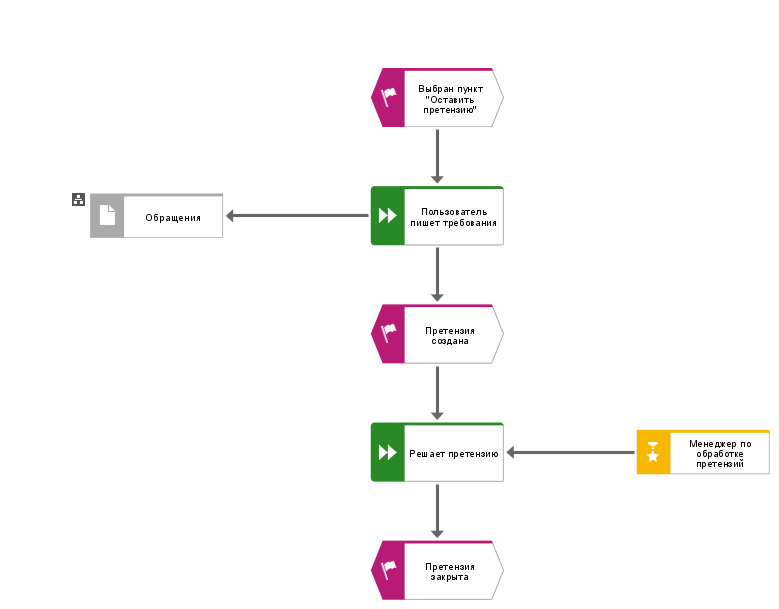 Выбран пункт
"Оставить
претензию"
Пользователь
пишет требования
Обращения
Претензия
создана
Решает претензию
Менеджер по
обработке
претензий
Претензия
закрыта